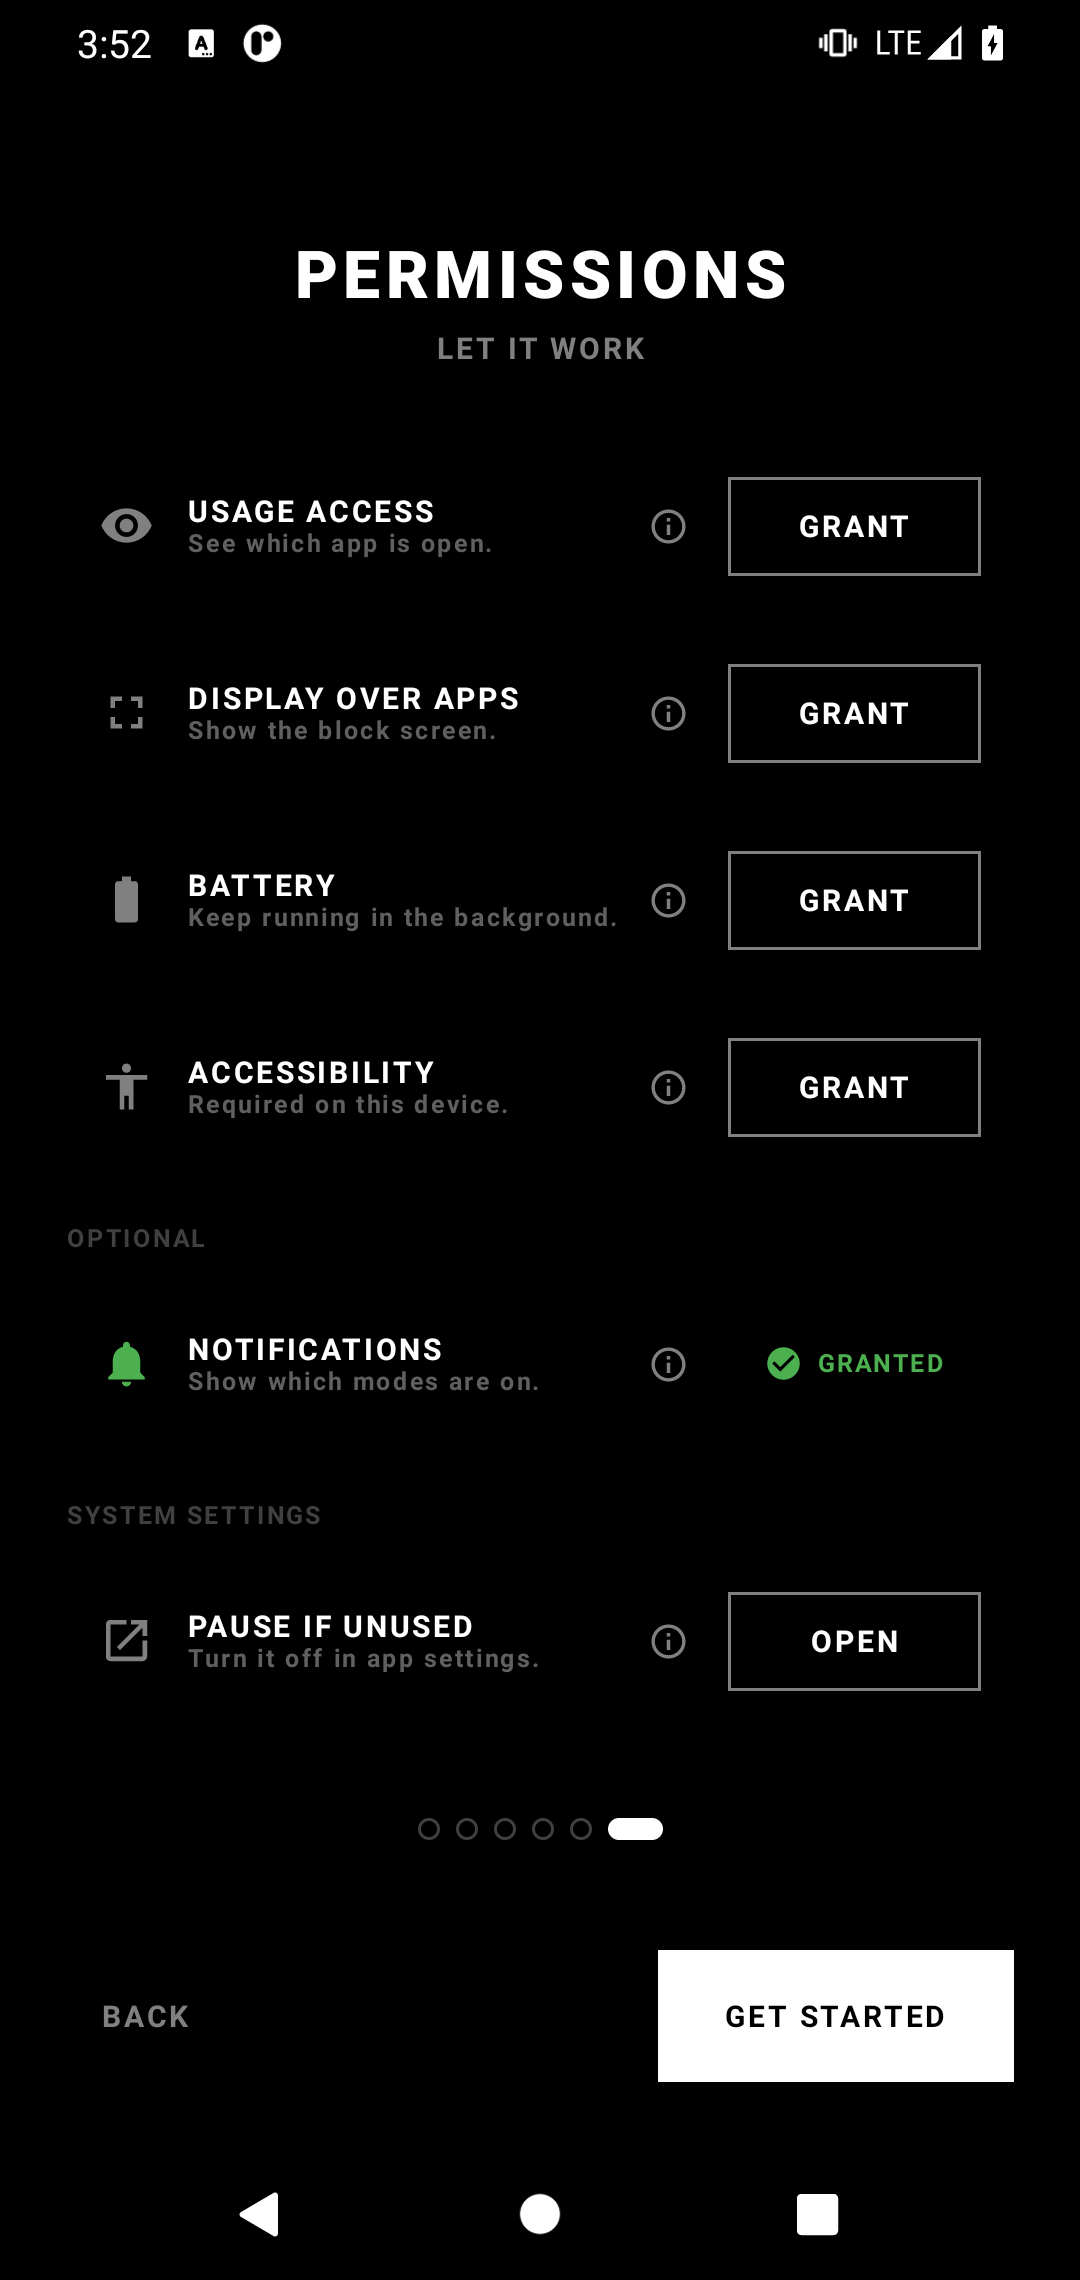 3:52
LTE
PERMISSIONS
LET IT WORK
USAGE ACCESS
See which app is open.
GRANT
DISPLAY OVER APPS
Show the block screen.
GRANT
BATTERY
Keep running in the background.
GRANT
ACCESSIBILITY
Required on this device.
GRANT
OPTIONAL
NOTIFICATIONS
Show which modes are on.
GRANTED
SYSTEM SETTINGS
PAUSE IF UNUSED
Turn it off in app settings.
OPEN
BACK
GET STARTED